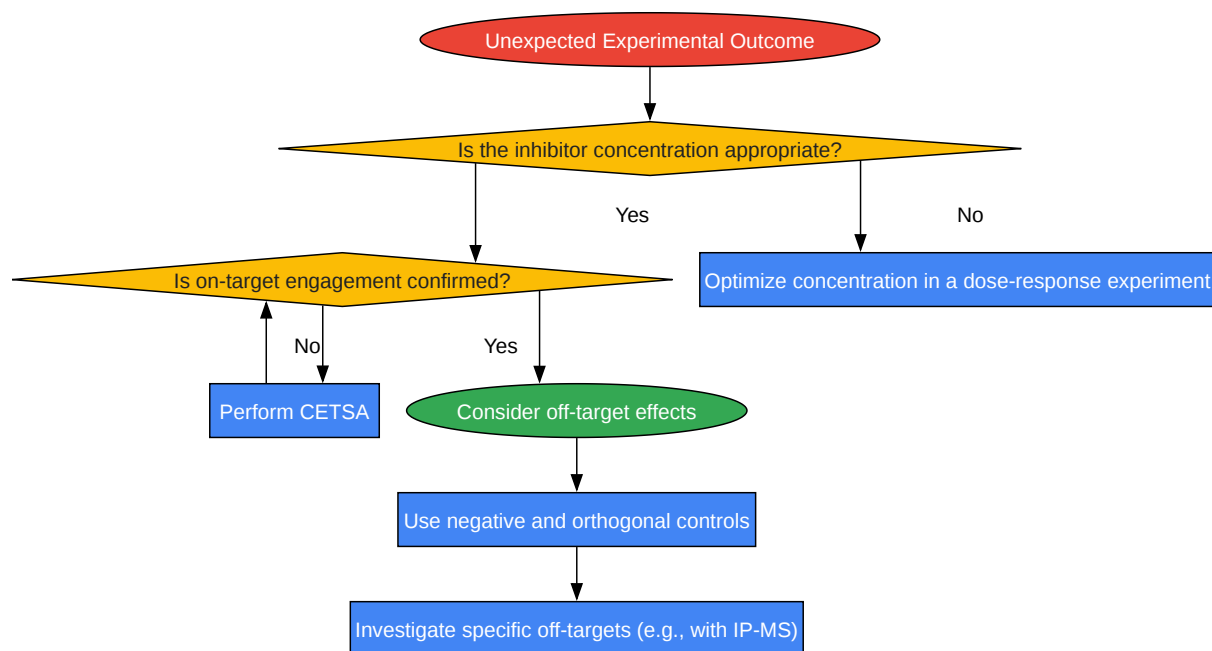 Unexpected Experimental Outcome
Is the inhibitor concentration appropriate?
Yes
No
Is on-target engagement confirmed?
Optimize concentration in a dose-response experiment
No
Yes
Perform CETSA
Consider off-target effects
Use negative and orthogonal controls
Investigate specific off-targets (e.g., with IP-MS)